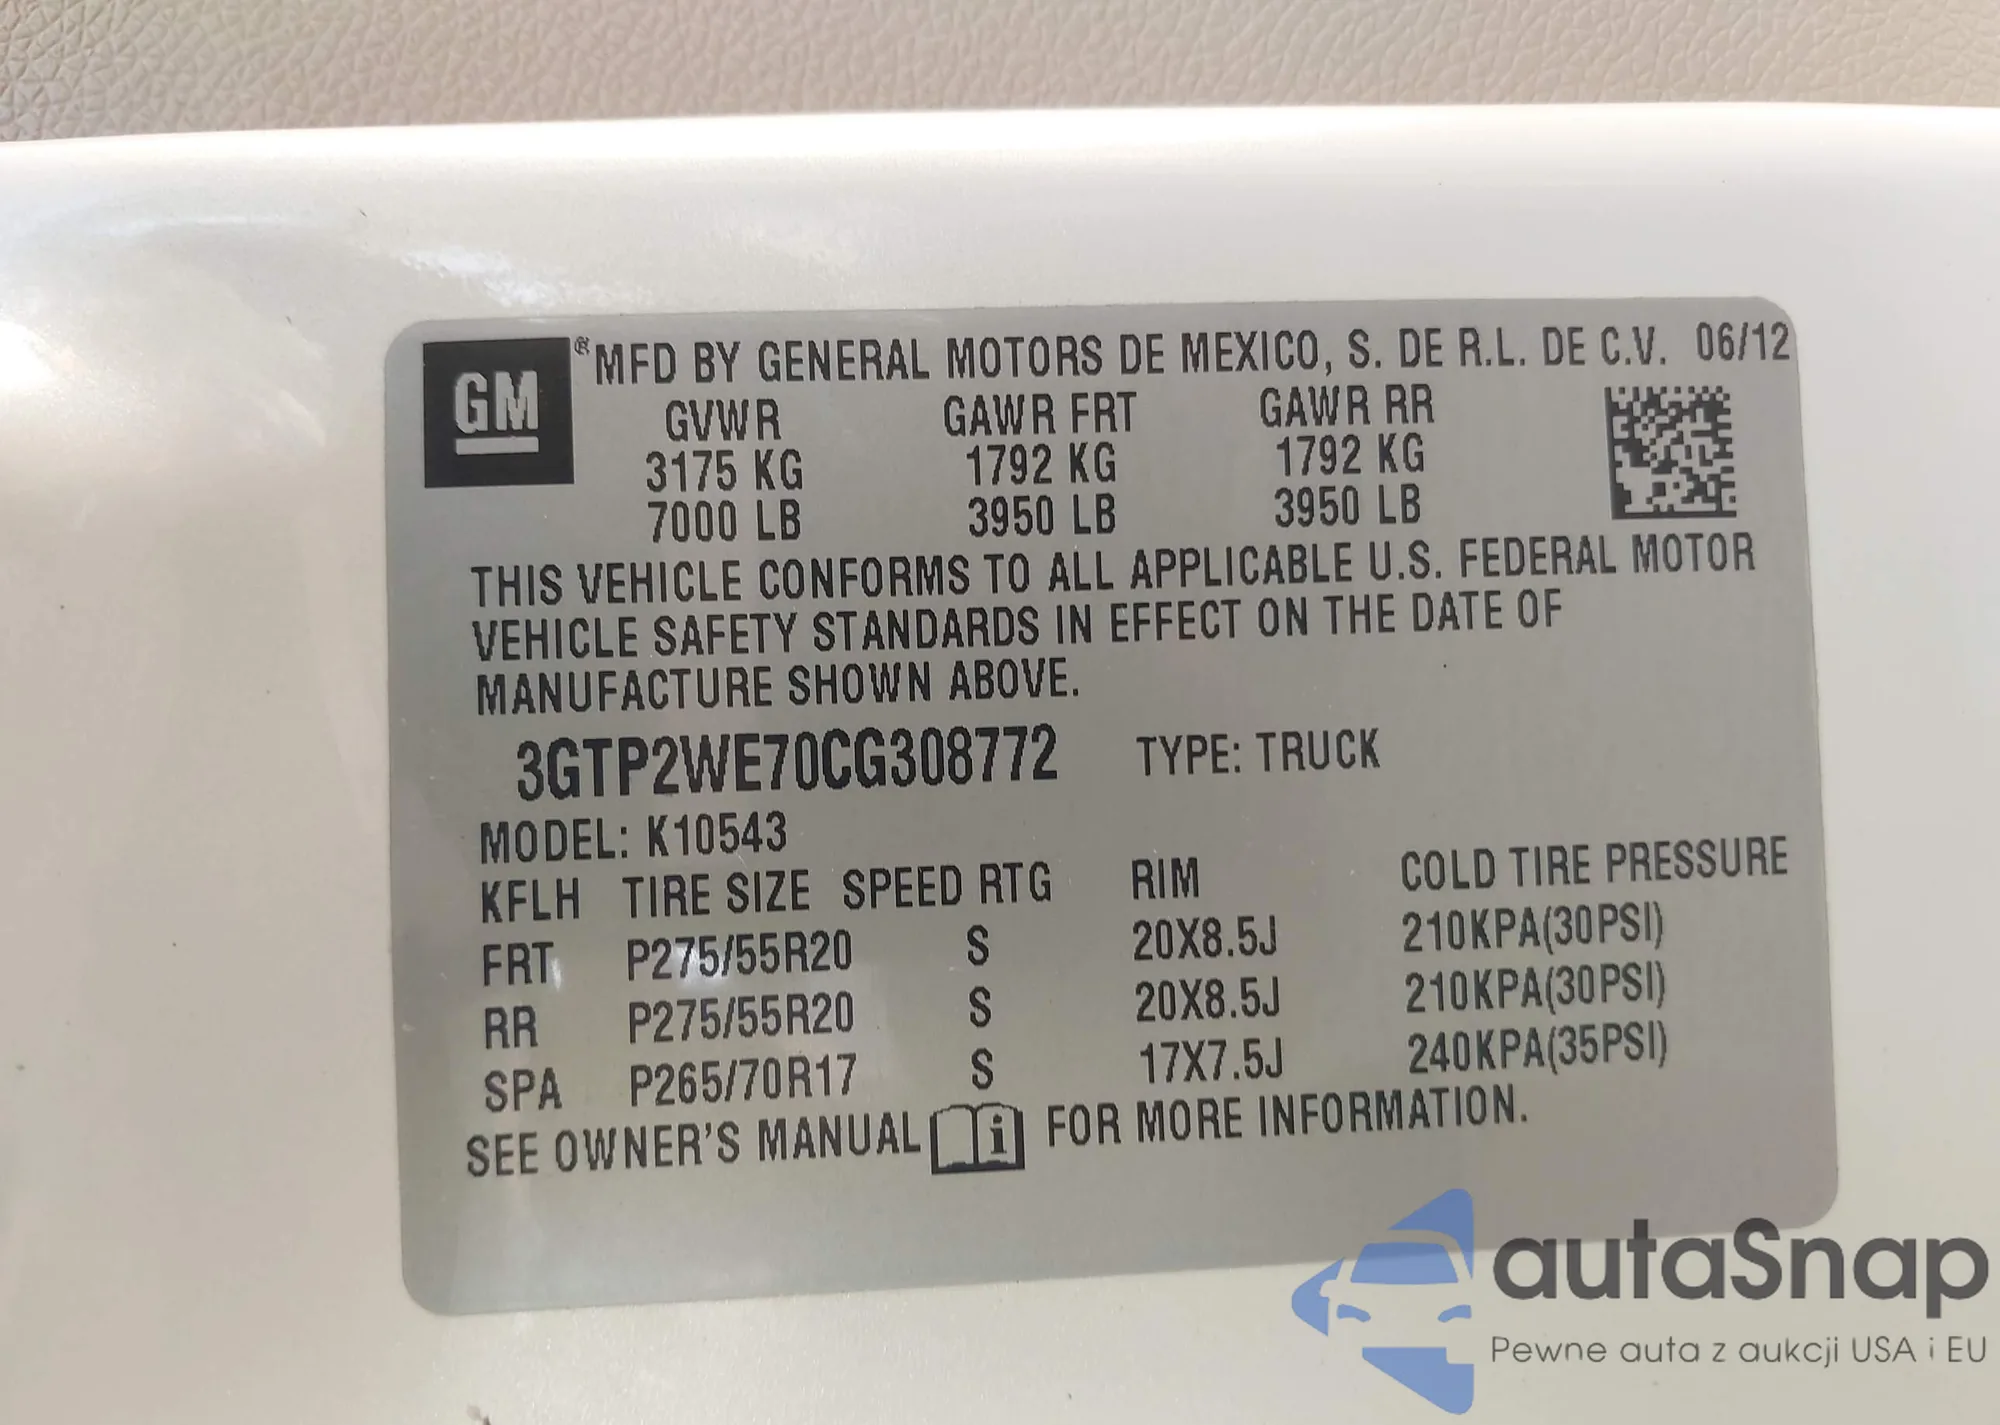 GM ® MFD BY GENERAL MOTORS DE MEXICO, S. DE R.L. DE C.V. 06/12
GVWR GAWR FRT GAWR RR
3175 KG 1792 KG 1792 KG
7000 LB 3950 LB 3950 LB
THIS VEHICLE CONFORMS TO ALL APPLICABLE U.S. FEDERAL MOTOR
VEHICLE SAFETY STANDARDS IN EFFECT ON THE DATE OF
MANUFACTURE SHOWN ABOVE.
3GTP2WE70CG308772 TYPE: TRUCK
MODEL: K10543
KFLH TIRE SIZE SPEED RTG RIM COLD TIRE PRESSURE
FRT P275/55R20 S 20X8.5J 210KPA(30PSI)
RR P275/55R20 S 20X8.5J 210KPA(30PSI)
SPA P265/70R17 S 17X7.5J 240KPA(35PSI)
SEE OWNER'S MANUAL i FOR MORE INFORMATION.
autaSnap
Pewne auta z aukcji USA i EU